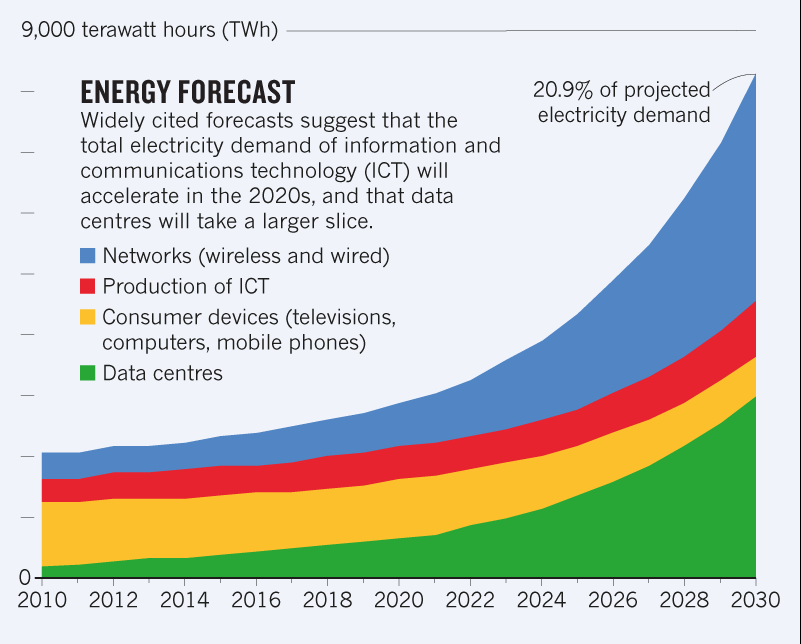 9,000 terawatt hours (TWh)
ENERGY FORECAST
Widely cited forecasts suggest that the
total electricity demand of information and
communications technology (ICT) will
accelerate in the 2020s, and that data
centres will take a larger slice.
20.9% of projected
electricity demand
Networks (wireless and wired)
Production of ICT
Consumer devices (televisions,
computers, mobile phones)
Data centres
0
2010 2012 2014 2016 2018 2020 2022 2024 2026 2028 2030